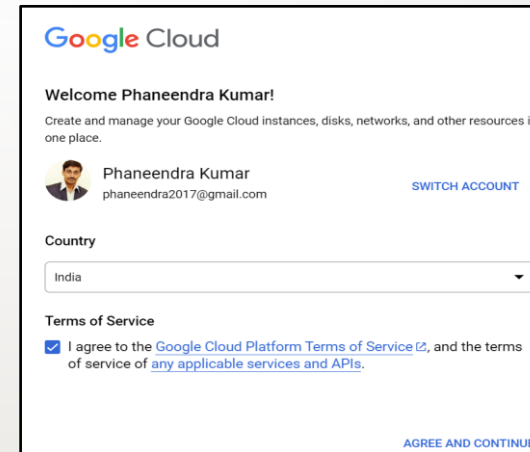 Google Cloud
Welcome Phaneendra Kumar!
Create and manage your Google Cloud instances, disks, networks, and other resources i
one place.
Phaneendra Kumar
phaneendra2017@gmail.com
SWITCH ACCOUNT
Country
India
Terms of Service
I agree to the Google Cloud Platform Terms of Service, and the terms
of service of any applicable services and APIs.
AGREE AND CONTINU